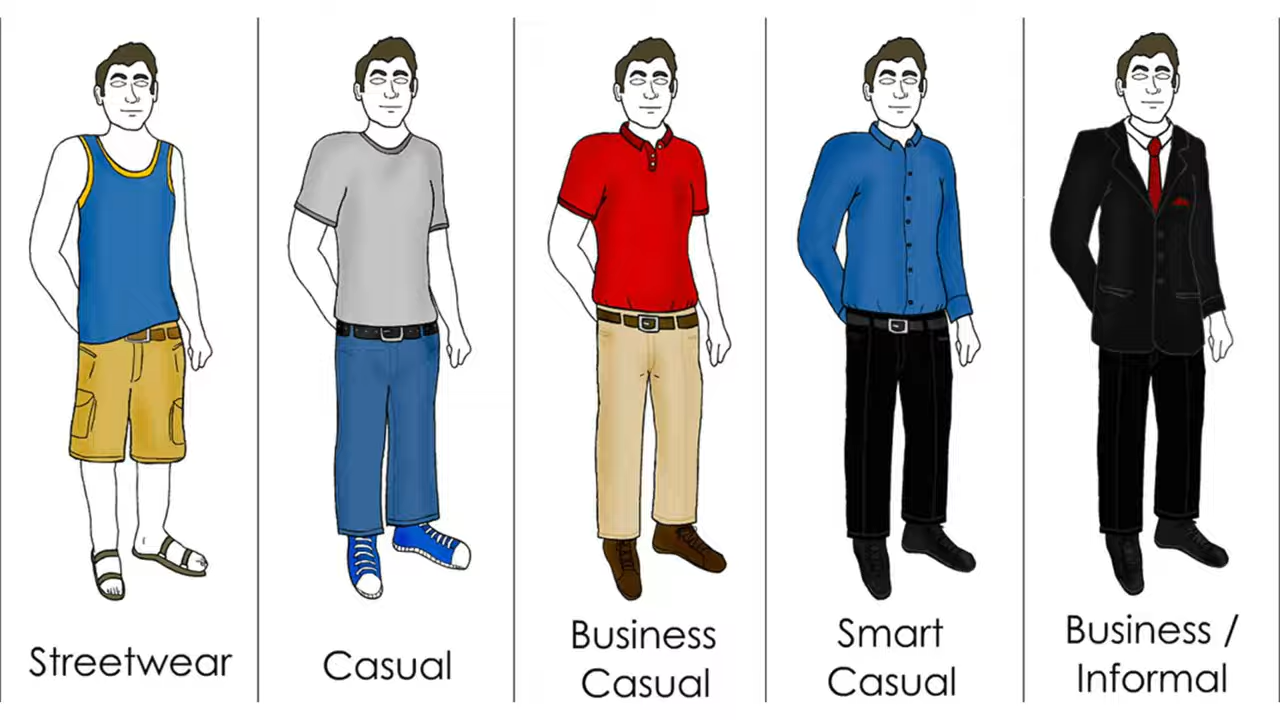 Streetwear
Casual
Business
Casual
Smart
Casual
Business /
Informal